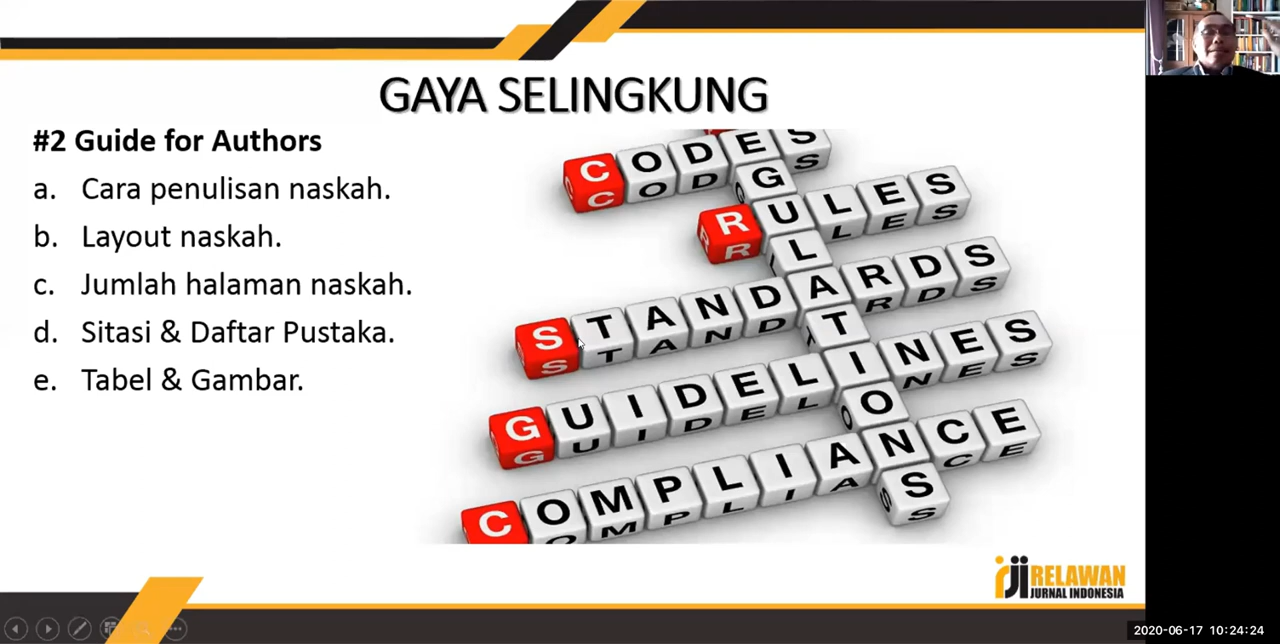 GAYA SELINGKUNG
#2 Guide for Authors
a. Cara penulisan naskah.
b. Layout naskah.
c. Jumlah halaman naskah.
d. Sitasi & Daftar Pustaka.
e. Tabel & Gambar.
CODES
RULES
STANDARDS
GUIDELINES
COMPLIANCE
REGULATIONS
RELAWAN
JURNAL INDONESIA
2020-06-17 10:24:24